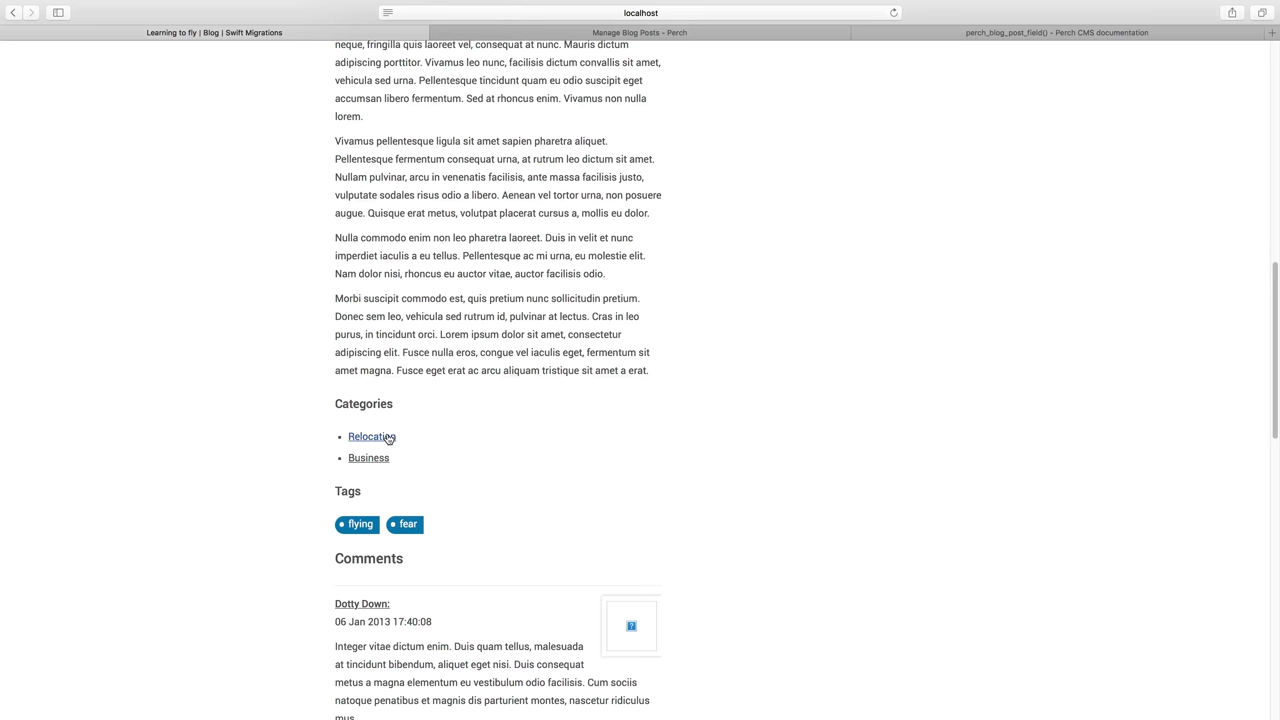 localhost
Learning to fly | Blog | Swift Migrations
Manage Blog Posts - Perch
perch_blog_post_field() - Perch CMS documentation
neque, fringilla quis laoreet vel, consequat at nunc. Mauris dictum
adipiscing porttitor. Vivamus leo nunc, facilisis dictum convallis sit amet,
vehicula sed urna. Pellentesque tincidunt quam eu odio suscipit eget
accumsan libero fermentum. Sed at rhoncus enim. Vivamus non nulla
lorem.
Vivamus pellentesque ligula sit amet sapien pharetra aliquet.
Pellentesque fermentum consequat urna, at rutrum leo dictum sit amet.
Nullam pulvinar, arcu in venenatis facilisis, ante massa facilisis justo,
vulputate sodales risus odio a libero. Aenean vel tortor urna, non posuere
augue. Quisque erat metus, volutpat placerat cursus a, mollis eu dolor.
Nulla commodo enim non leo pharetra laoreet. Duis in velit et nunc
imperdiet iaculis a eu tellus. Pellentesque ac mi urna, eu molestie elit.
Nam dolor nisi, rhoncus eu auctor vitae, auctor facilisis odio.
Morbi suscipit commodo est, quis pretium nunc sollicitudin pretium.
Donec sem leo, vehicula sed rutrum id, pulvinar at lectus. Cras in leo
purus, in tincidunt orci. Lorem ipsum dolor sit amet, consectetur
adipiscing elit. Fusce nulla eros, congue vel iaculis eget, fermentum sit
amet magna. Fusce eget erat ac arcu aliquam tristique sit amet a erat.
Categories
Relocation
Business
Tags
flying
fear
Comments
Dotty Down:
06 Jan 2013 17:40:08
Integer vitae dictum enim. Duis quam tellus, malesuada
at tincidunt bibendum, aliquet eget nisi. Duis consequat
metus a magna elementum eu vestibulum odio facilisis. Cum sociis
natoque penatibus et magnis dis parturient montes, nascetur ridiculus
mus.